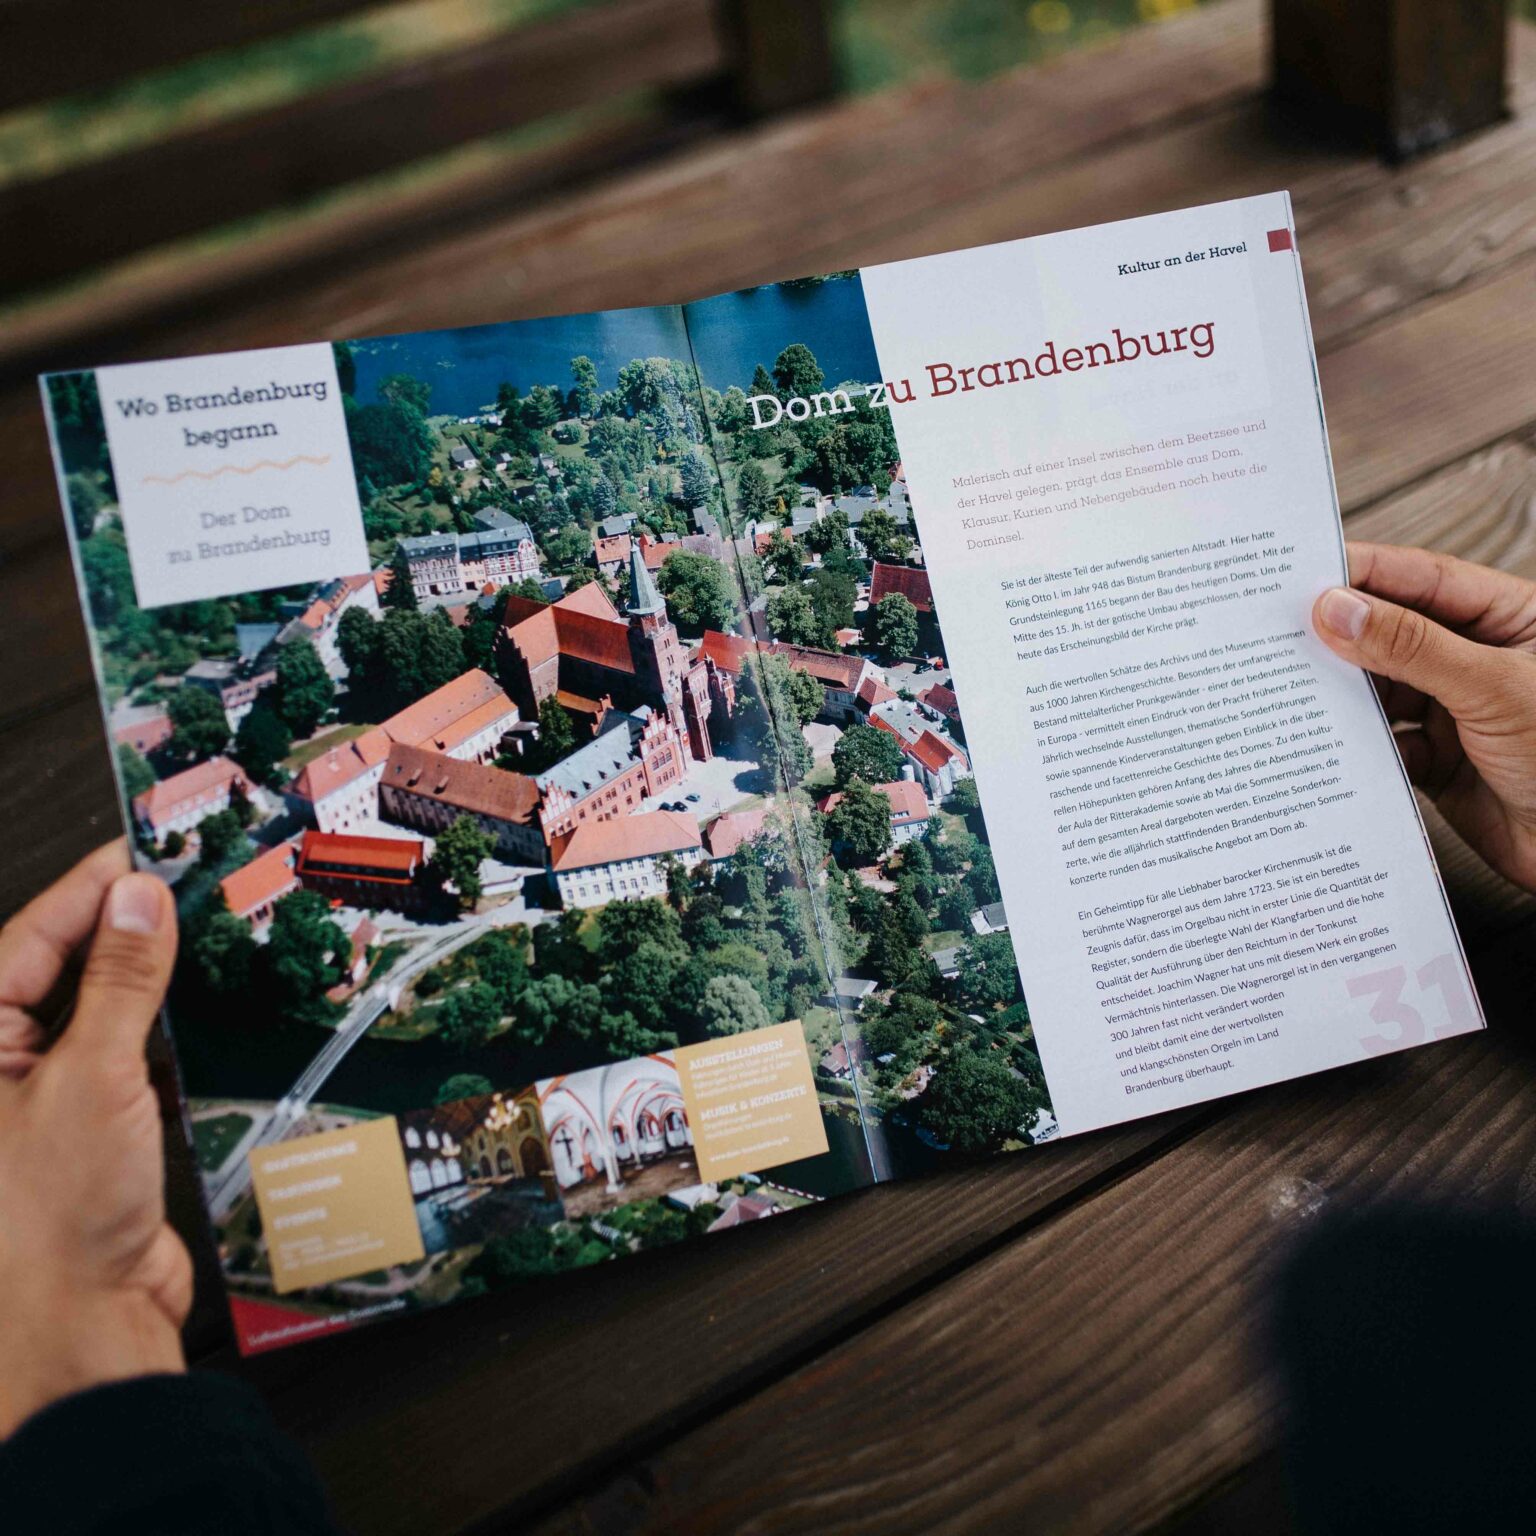 Wo Brandenburg
begann
Der Dom
zu Brandenburg
AUSSTELLUNGEN
MUSIK & KONZERTE
Kultur an der Havel
Dom zu Brandenburg
Malerisch auf einer Insel zwischen dem Beetzsee und
der Havel gelegen, prägt das Ensemble aus Dom,
Klausur, Kurien und Nebengebäuden noch heute die
Dominsel.
Sie ist der älteste Teil der aufwendig sanierten Altstadt. Hier hatte
König Otto I. im Jahr 948 das Bistum Brandenburg gegründet. Mit der
Grundsteinlegung 1165 begann der Bau des heutigen Doms. Um die
Mitte des 15. Jh. ist der gotische Umbau abgeschlossen, der noch
heute das Erscheinungsbild der Kirche prägt.
Auch die wertvollen Schätze des Archivs und des Museums stammen
aus 1000 Jahren Kirchengeschichte. Besonders der umfangreiche
Bestand mittelalterlicher Prunkgewänder - einer der bedeutendsten
in Europa - vermittelt einen Eindruck von der Pracht früherer Zeiten.
Jährlich wechselnde Ausstellungen, thematische Sonderführungen
sowie spannende Kinderveranstaltungen geben Einblick in die über-
raschende und facettenreiche Geschichte des Domes. Zu den kultu-
rellen Höhepunkten gehören Anfang des Jahres die Abendmusiken in
der Aula der Ritterakademie sowie ab Mai die Sommermusiken, die
auf dem gesamten Areal dargeboten werden. Einzelne Sonderkon-
zerte, wie die alljährlich stattfindenden Brandenburgischen Sommer-
konzerte runden das musikalische Angebot am Dom ab.
Ein Geheimtipp für alle Liebhaber barocker Kirchenmusik ist die
berühmte Wagnerorgel aus dem Jahre 1723. Sie ist ein beredtes
Zeugnis dafür, dass im Orgelbau nicht in erster Linie die Quantität der
Register, sondern die überlegte Wahl der Klangfarben und die hohe
Qualität der Ausführung über den Reichtum in der Tonkunst
entscheidet. Joachim Wagner hat uns mit diesem Werk ein großes
Vermächtnis hinterlassen. Die Wagnerorgel ist in den vergangenen
300 Jahren fast nicht verändert worden
und bleibt damit eine der wertvollsten
und klangschönsten Orgeln im Land
Brandenburg überhaupt.
31